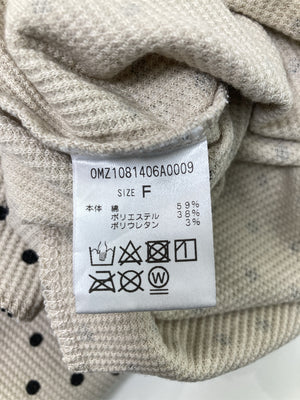 0MZ1081406A0009
SIZE F
本体 綿 59%
ポリエステル 38%
ポリウレタン 3%
W